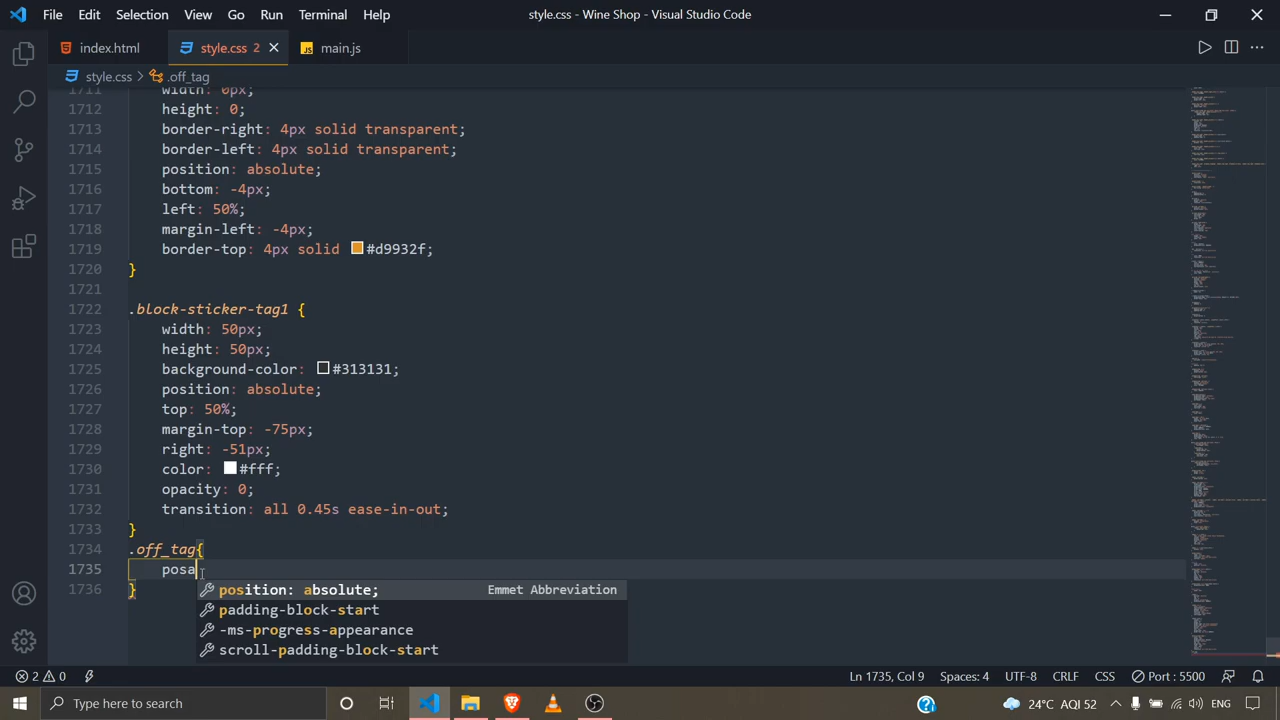 File Edit Selection View Go Run Terminal Help
style.css - Wine Shop - Visual Studio Code
index.html
style.css 2
JS main.js
style.css > .off_tag
1711 width: 0px;
1712 height: 0;
1713 border-right: 4px solid transparent;
1714 border-left: 4px solid transparent;
1715 position: absolute;
1716 bottom: -4px;
1717 left: 50%;
1718 margin-left: -4px;
1719 border-top: 4px solid #d9932f;
1720 }
1721
1722 .block-sticker-tag1 {
1723 width: 50px;
1724 height: 50px;
1725 background-color: #313131;
1726 position: absolute;
1727 top: 50%;
1728 margin-top: -75px;
1729 right: -51px;
1730 color: #fff;
1731 opacity: 0;
1732 transition: all 0.45s ease-in-out;
1733 }
1734 .off_tag{
1735 posa
1736 }
position: absolute; Emmet Abbreviation
padding-block-start
-ms-progress-appearance
scroll-padding-block-start
2 0
Ln 1735, Col 9 Spaces: 4 UTF-8 CRLF CSS Port : 5500
Type here to search
24°C AQI 52 ENG